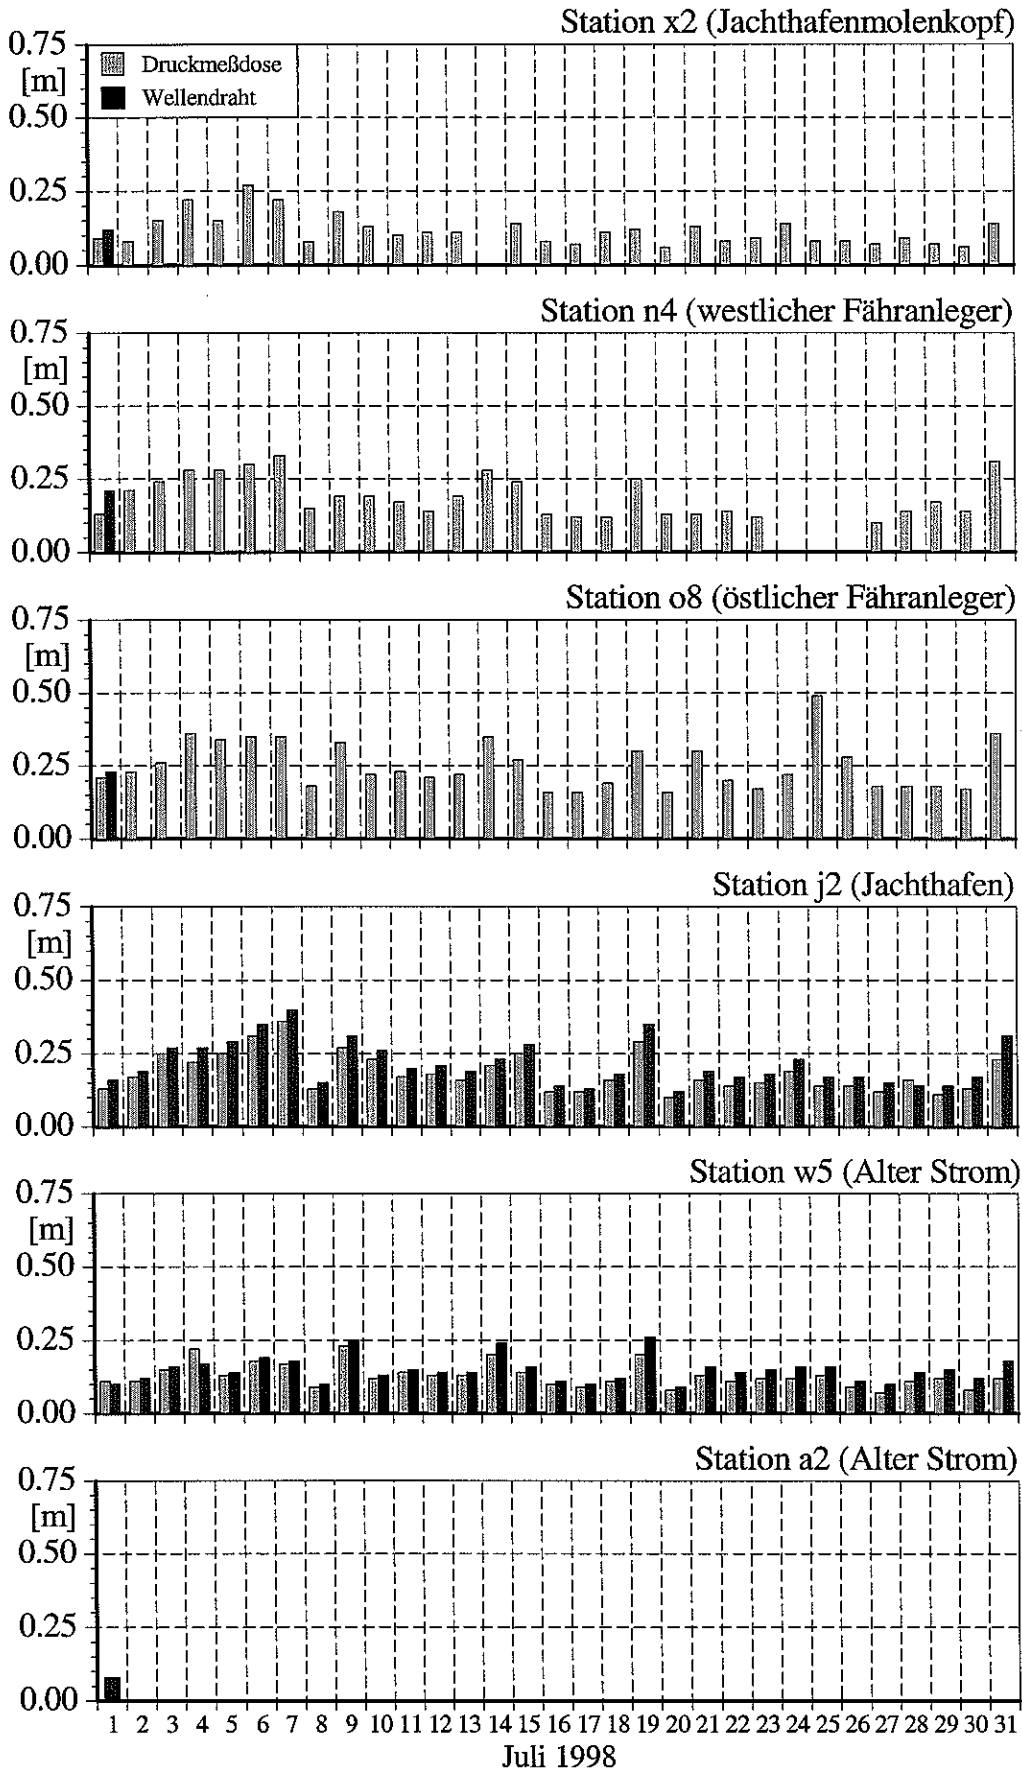 Station x2 (Jachthafenmolenkopf)
0.75
[m]
0.50
0.25
0.00
Druckmeßdose
Wellendraht
Station n4 (westlicher Fähranleger)
0.75
[m]
0.50
0.25
0.00
Station o8 (östlicher Fähranleger)
0.75
[m]
0.50
0.25
0.00
Station j2 (Jachthafen)
0.75
[m]
0.50
0.25
0.00
Station w5 (Alter Strom)
0.75
[m]
0.50
0.25
0.00
Station a2 (Alter Strom)
0.75
[m]
0.50
0.25
0.00
1 2 3 4 5 6 7 8 9 10 11 12 13 14 15 16 17 18 19 20 21 22 23 24 25 26 27 28 29 30 31
Juli 1998